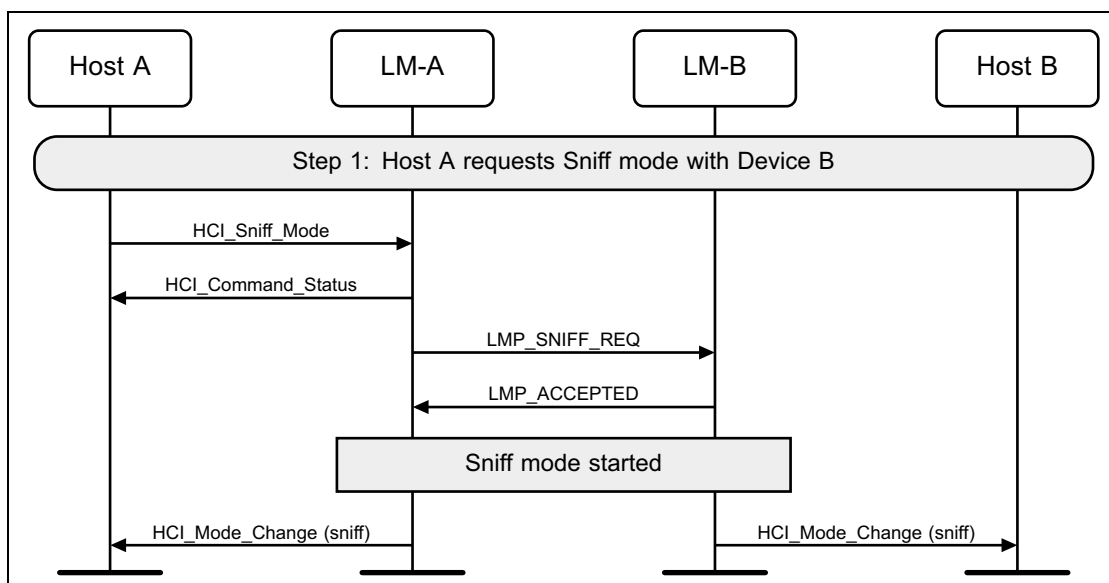 Host A
LM-A
LM-B
Host B
Step 1: Host A requests Sniff mode with Device B
HCI_Sniff_Mode
HCI_Command_Status
LMP_SNIFF_REQ
LMP_ACCEPTED
Sniff mode started
HCI_Mode_Change (sniff)
HCI_Mode_Change (sniff)